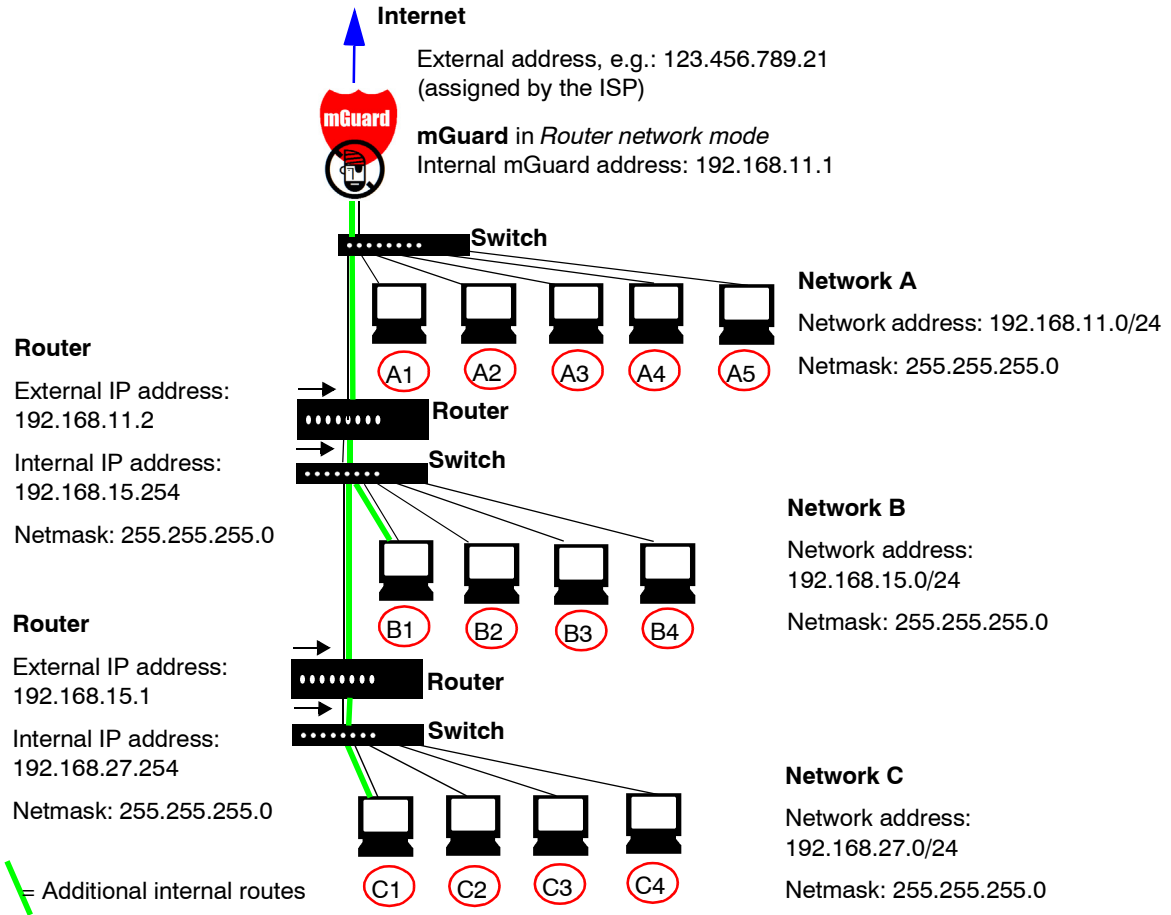 Internet
External address, e.g.: 123.456.789.21
(assigned by the ISP)
mGuard
mGuard in Router network mode
Internal mGuard address: 192.168.11.1
Switch
Network A
Network address: 192.168.11.0/24
Netmask: 255.255.255.0
A1
A2
A3
A4
A5
Router
External IP address:
192.168.11.2
Internal IP address:
192.168.15.254
Netmask: 255.255.255.0
Router
Switch
Network B
Network address:
192.168.15.0/24
Netmask: 255.255.255.0
B1
B2
B3
B4
Router
External IP address:
192.168.15.1
Internal IP address:
192.168.27.254
Netmask: 255.255.255.0
Router
Switch
Network C
Network address:
192.168.27.0/24
Netmask: 255.255.255.0
C1
C2
C3
C4
= Additional internal routes